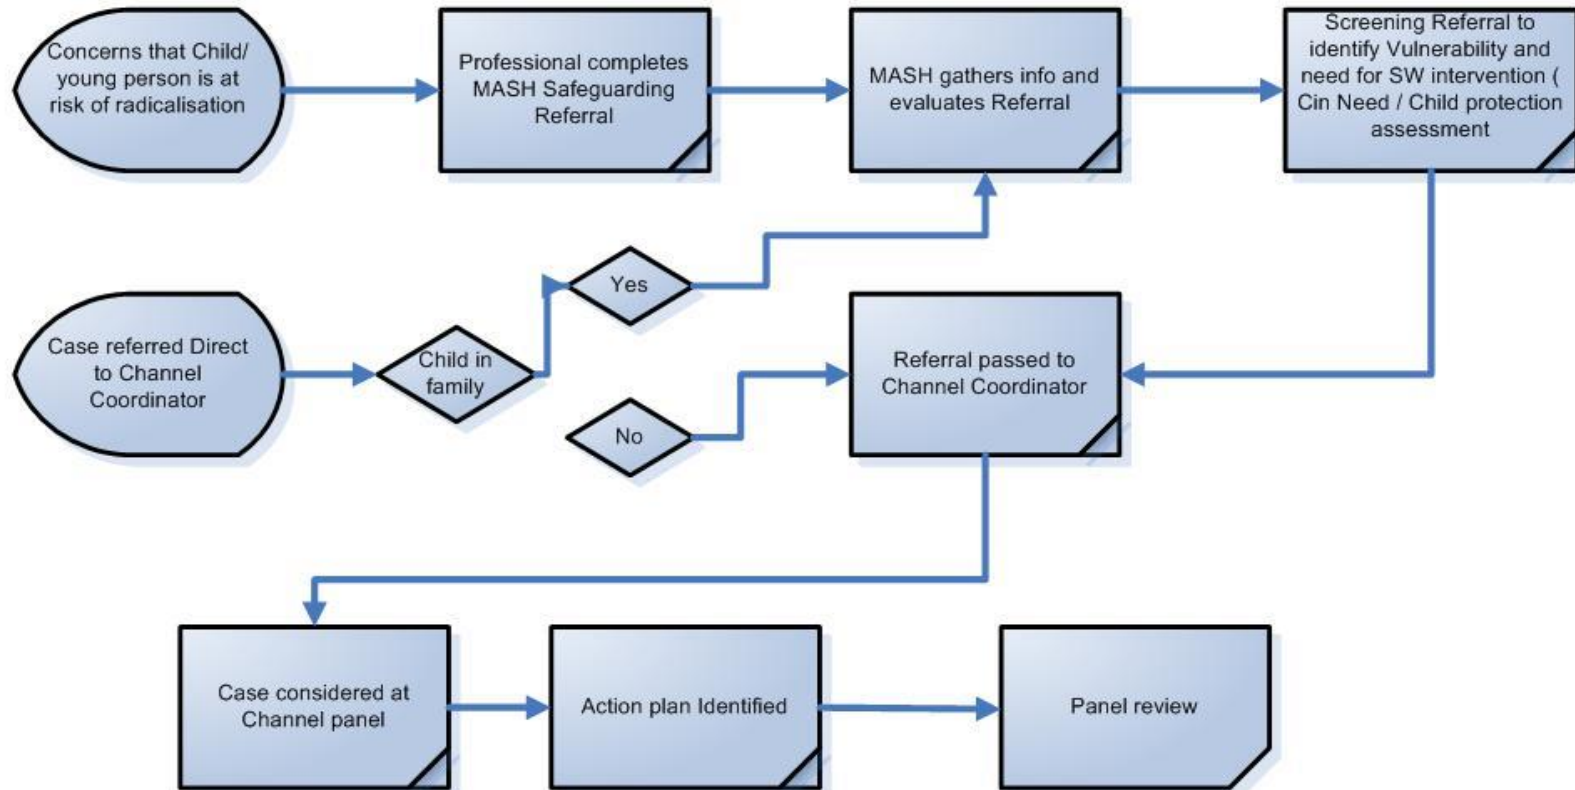 Concerns that Child/
young person is at
risk of radicalisation
Professional completes
MASH Safeguarding
Referral
MASH gathers info and
evaluates Referral
Screening Referral to
identify Vulnerability and
need for SW intervention (
Cin Need / Child protection
assessment
Case referred Direct
to Channel
Coordinator
Child in
family
Yes
No
Referral passed to
Channel Coordinator
Case considered at
Channel panel
Action plan Identified
Panel review